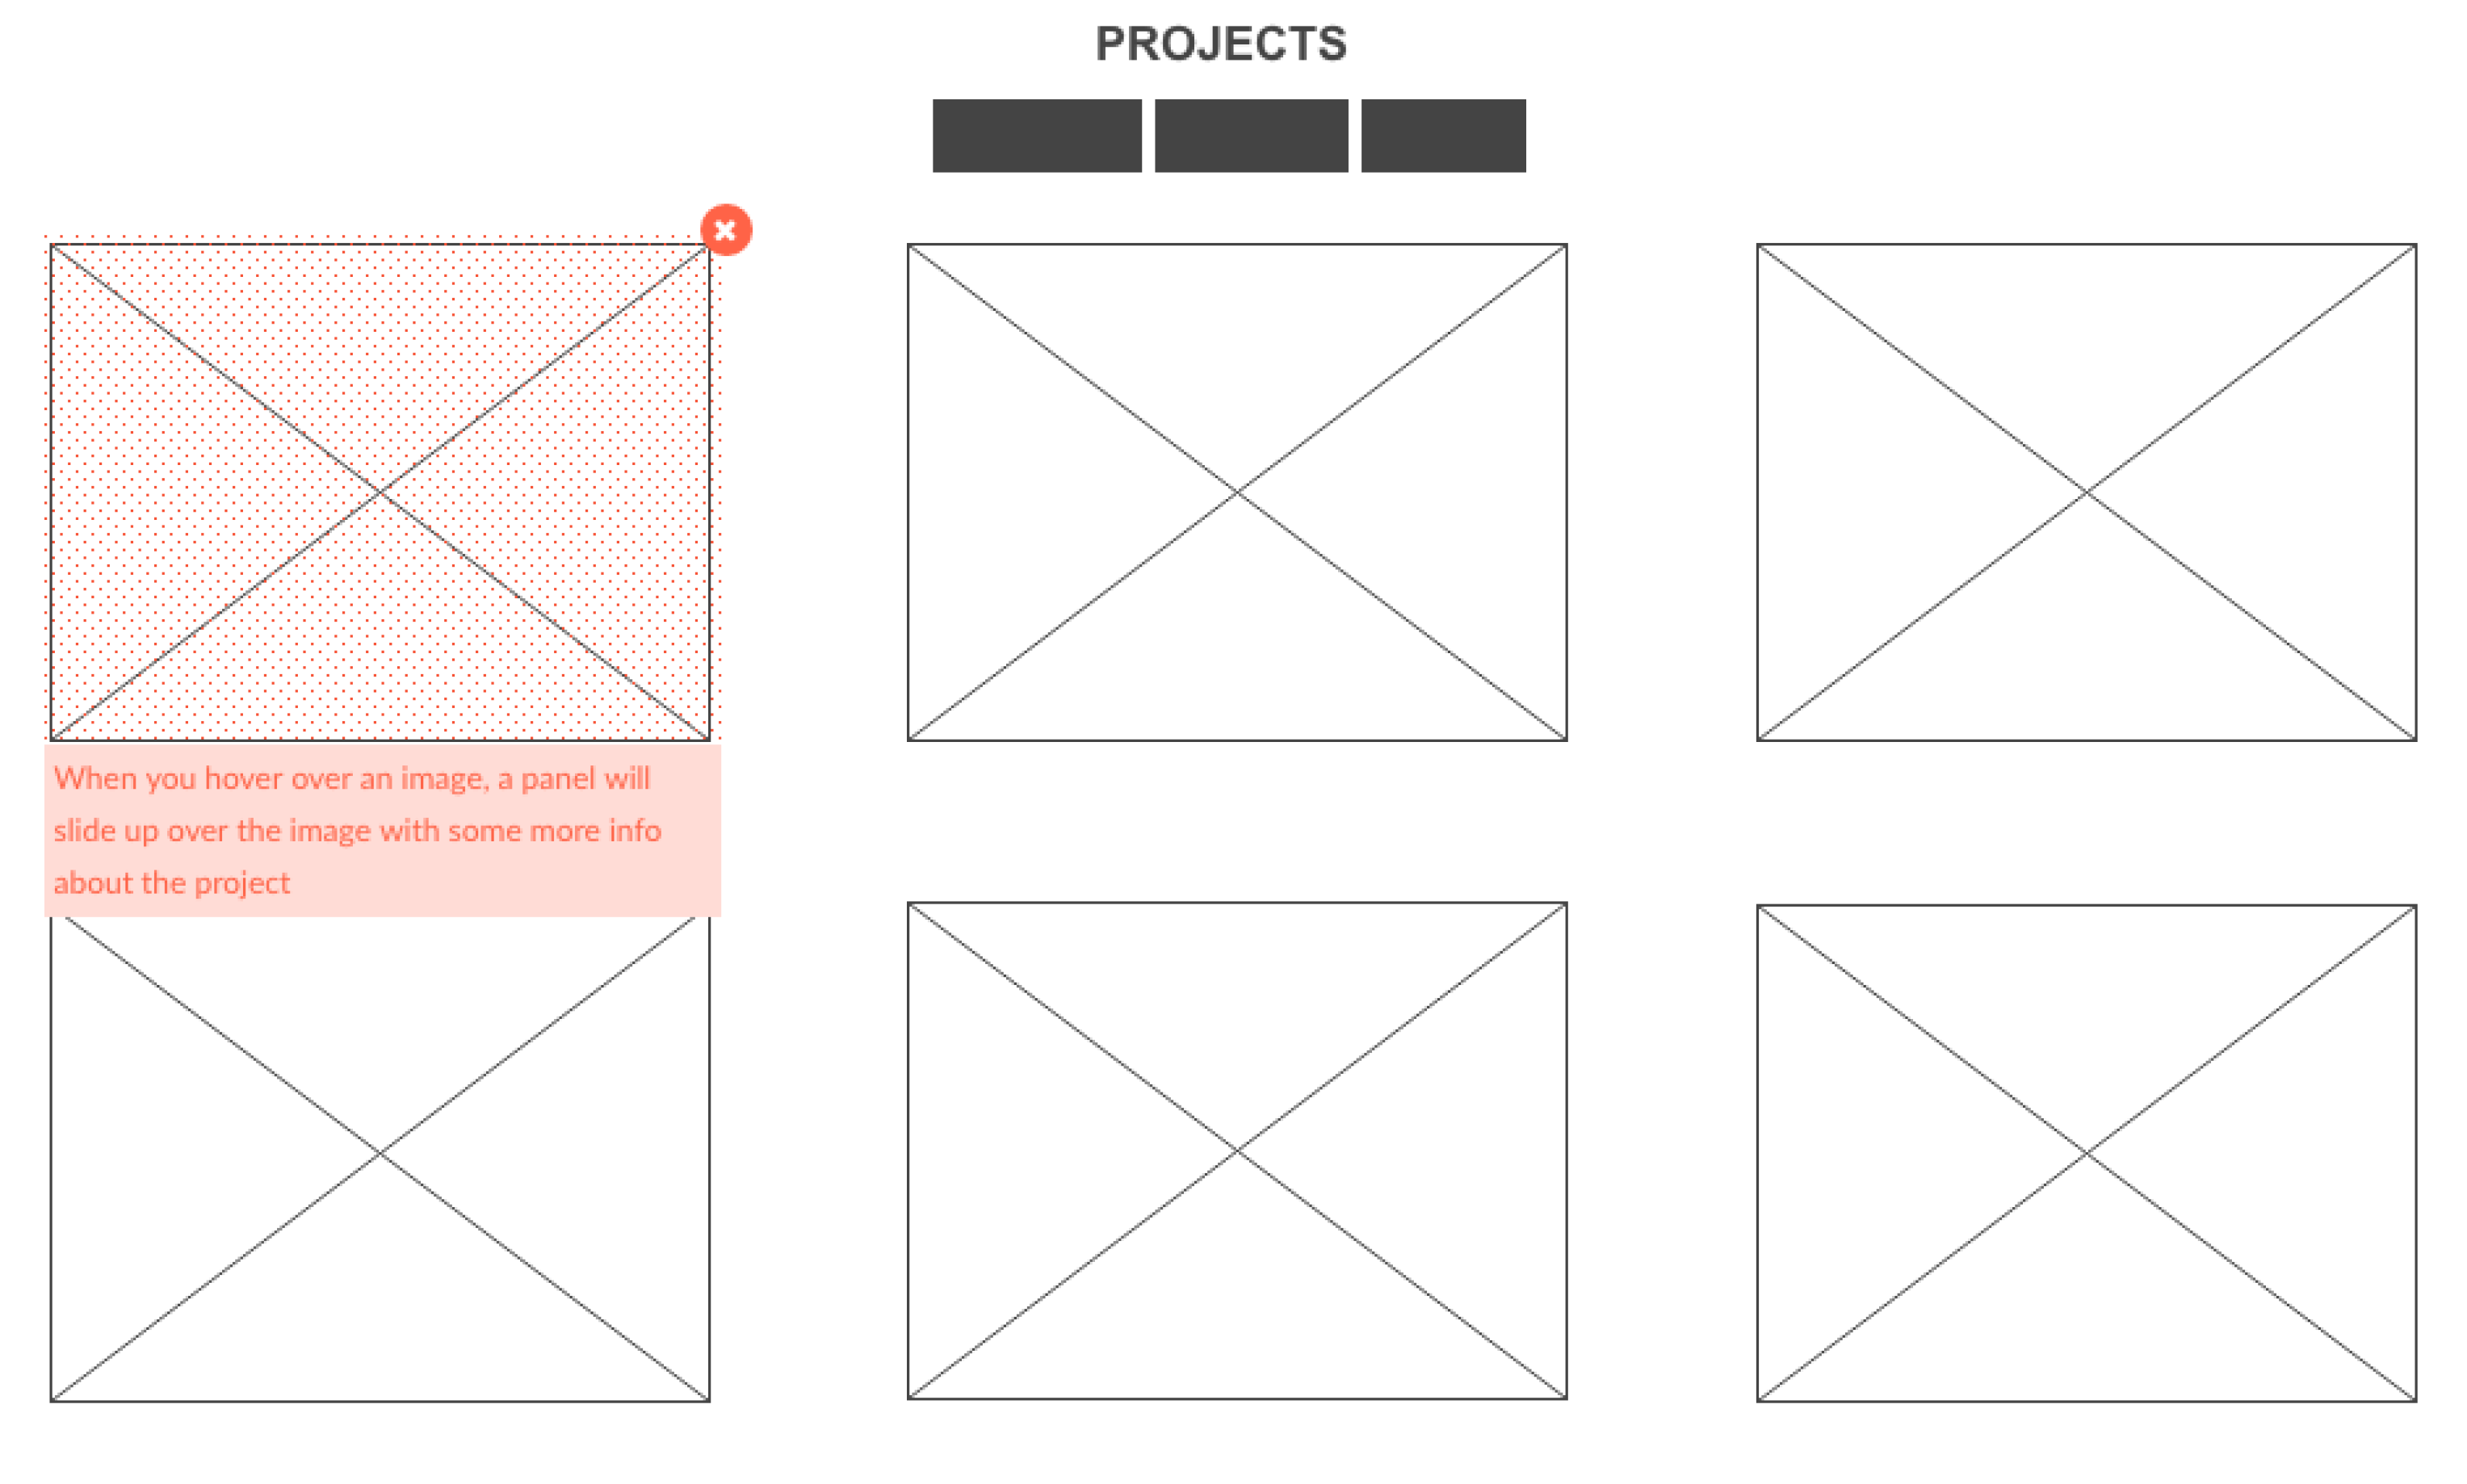 PROJECTS
When you hover over an image, a panel will
slide up over the image with some more info
about the project